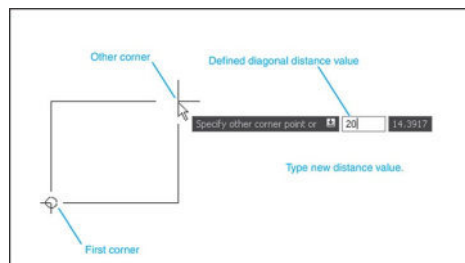 Other corner
Defined diagonal distance value
Specify other corner point or
20
14.3917
Type new distance value.
First corner